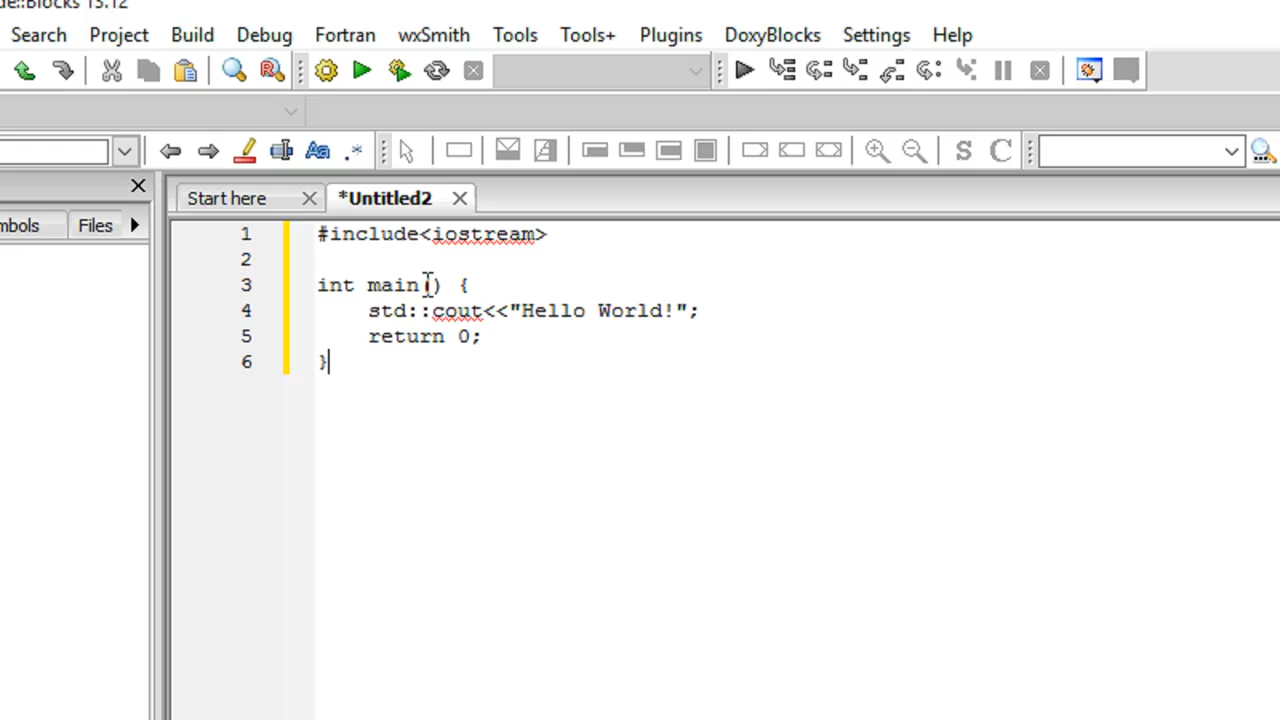 de::Blocks 13.12
Search Project Build Debug Fortran wxSmith Tools Tools+ Plugins DoxyBlocks Settings Help
Aa .* S C
Start here *Untitled2
mbols Files
1 #include<iostream>
2
3 int main() {
4 std::cout<<"Hello World!";
5 return 0;
6 }